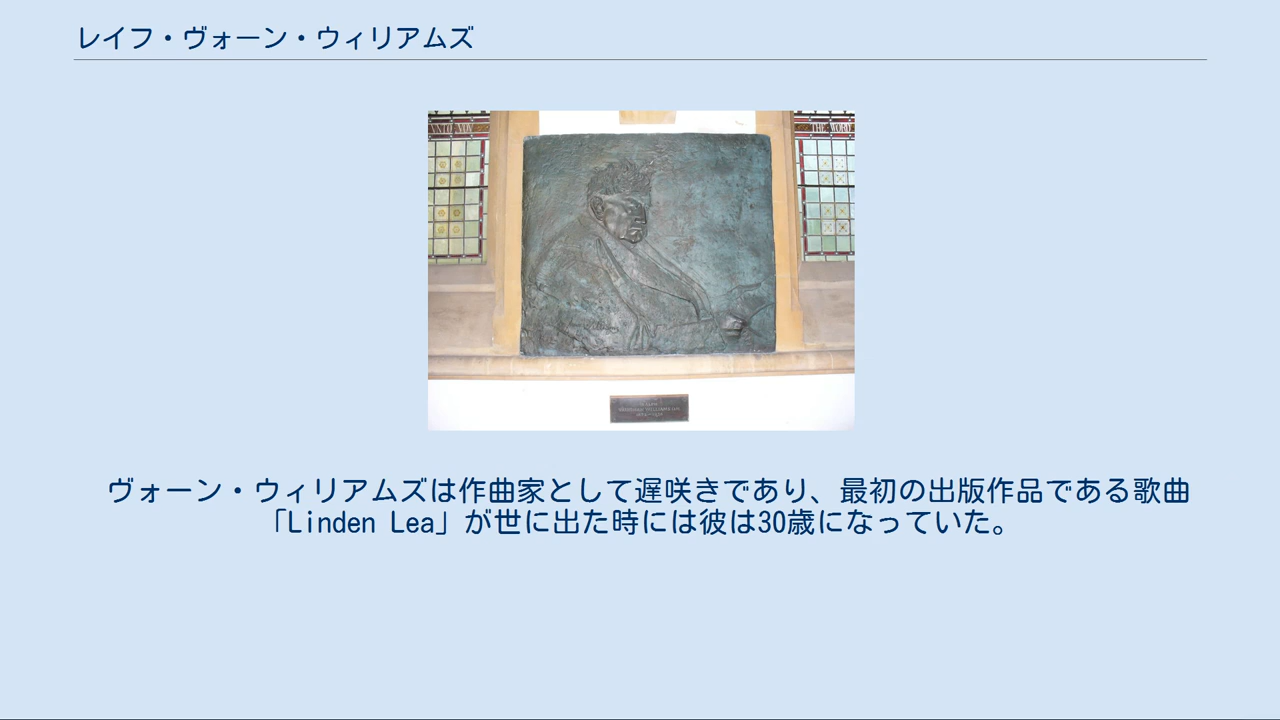 レイフ・ヴォーン・ウィリアムズ
THE WORD
ヴォーン・ウィリアムズは作曲家として遅咲きであり、最初の出版作品である歌曲
「Linden Lea」が世に出た時には彼は30歳になっていた。